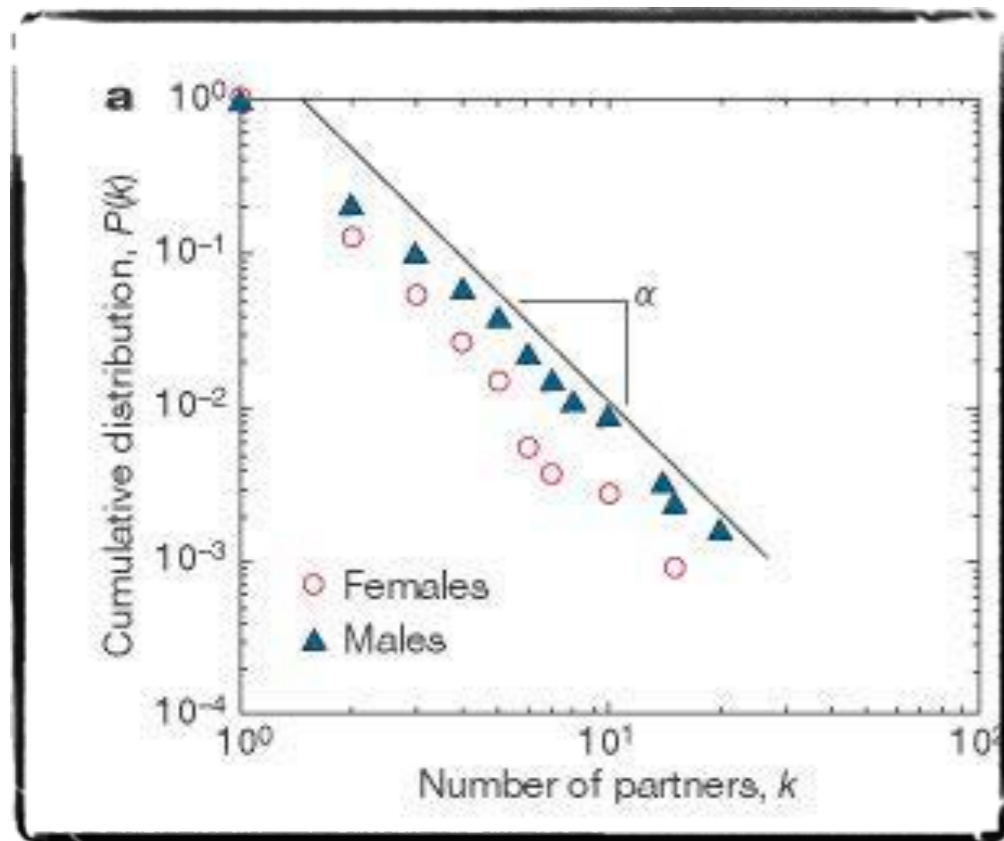 a
10⁰
10⁻¹
10⁻²
10⁻³
10⁻⁴
Cumulative distribution, P(k)
α
Females
Males
10⁰
10¹
Number of partners, k